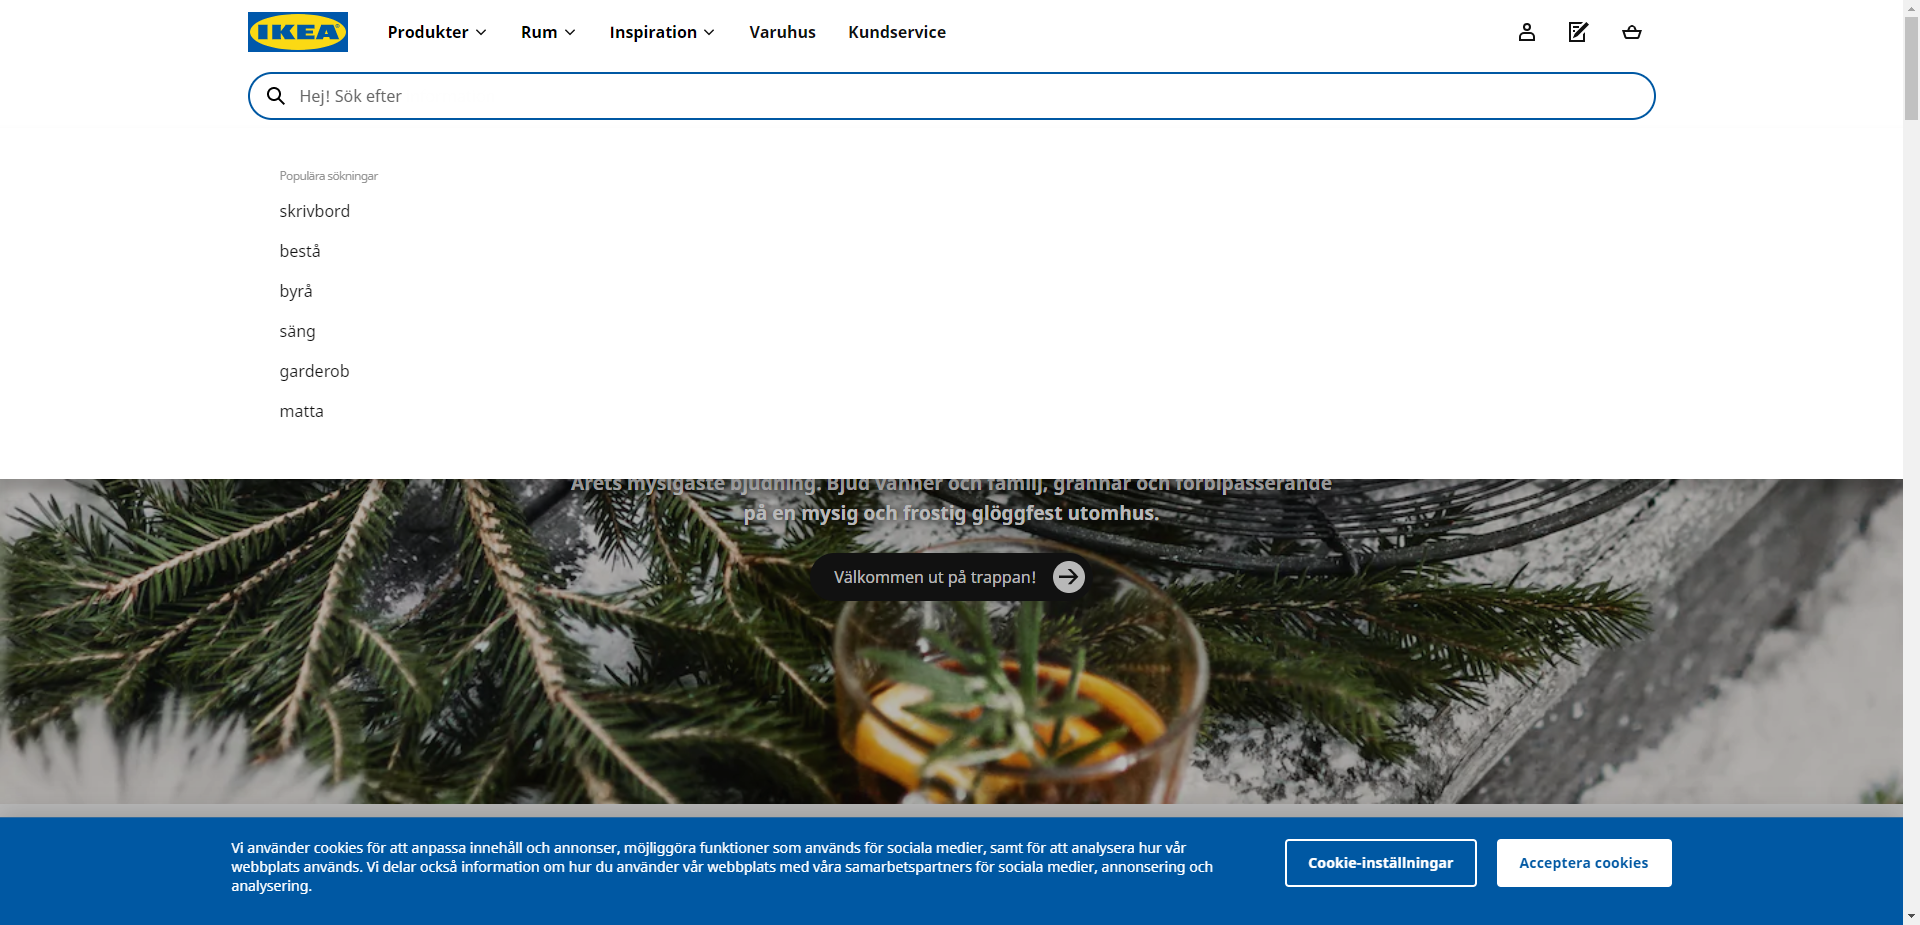 IKEA
Produkter
Rum
Inspiration
Varuhus
Kundservice
Hej! Sök efter
Populära sökningar
skrivbord
bestå
byrå
säng
garderob
matta
Årets mysigaste bjudning. Bjud vänner och familj, grannar och förbipasserande
på en mysig och frostig glöggfest utomhus.
Välkommen ut på trappan!
Vi använder cookies för att anpassa innehåll och annonser, möjliggöra funktioner som används för sociala medier, samt för att analysera hur vår
webbplats används. Vi delar också information om hur du använder vår webbplats med våra samarbetspartners för sociala medier, annonsering och
analysering.
Cookie-inställningar
Acceptera cookies